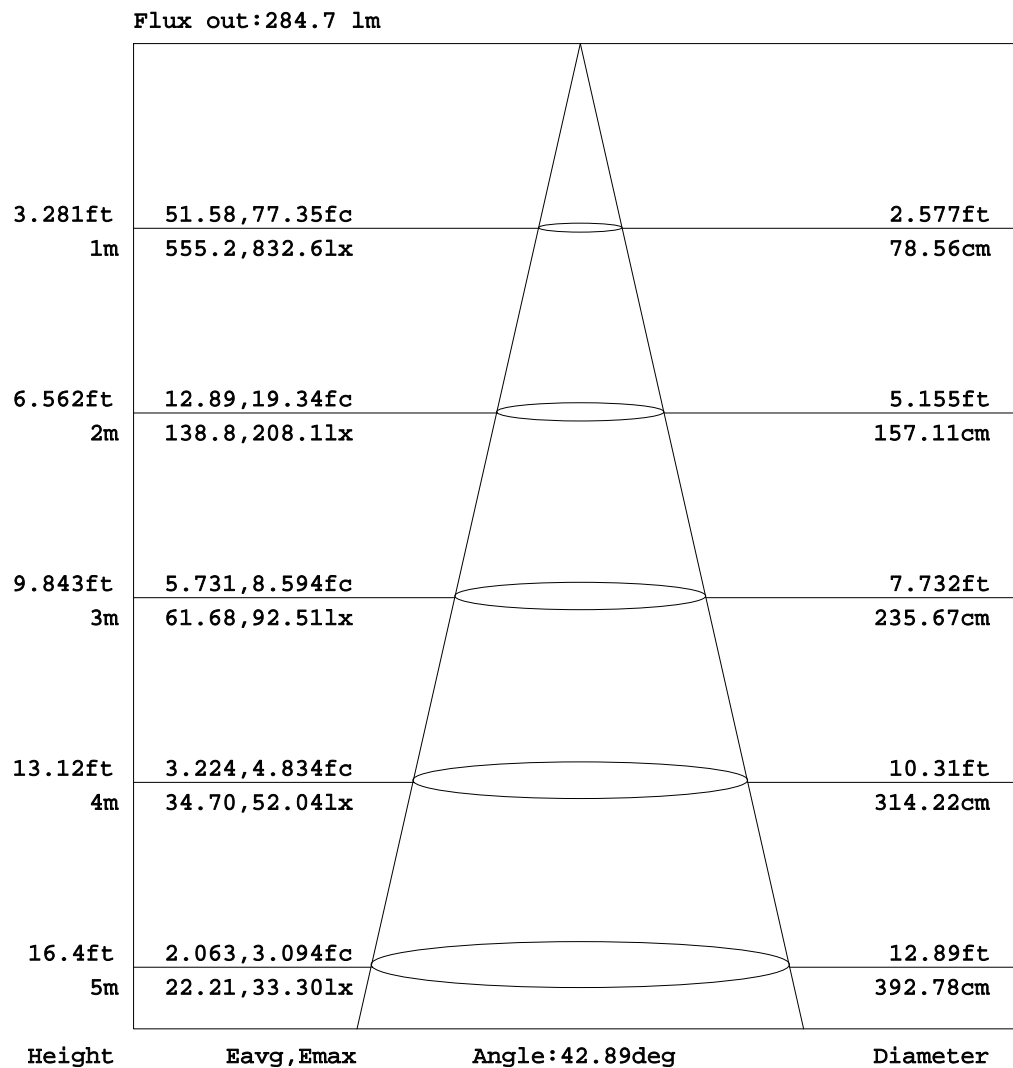 Flux out:284.7 lm
3.281ft 51.58,77.35fc 2.577ft
1m 555.2,832.6lx 78.56cm
6.562ft 12.89,19.34fc 5.155ft
2m 138.8,208.1lx 157.11cm
9.843ft 5.731,8.594fc 7.732ft
3m 61.68,92.51lx 235.67cm
13.12ft 3.224,4.834fc 10.31ft
4m 34.70,52.04lx 314.22cm
16.4ft 2.063,3.094fc 12.89ft
5m 22.21,33.30lx 392.78cm
Height Eavg,Emax Angle:42.89deg Diameter